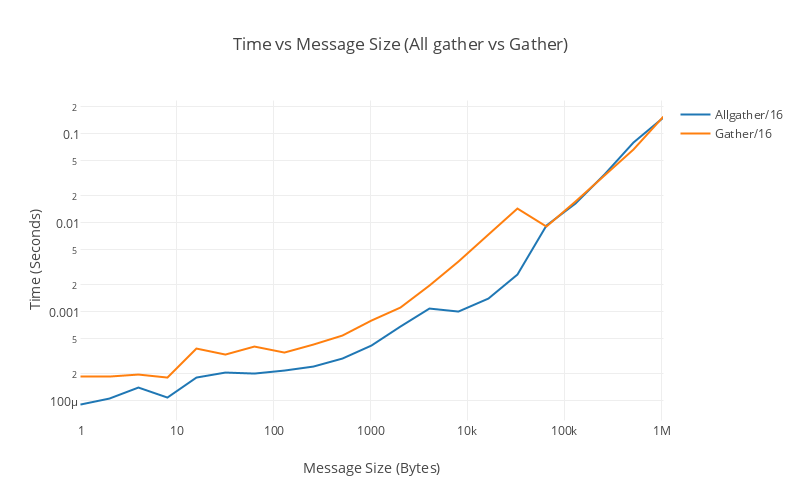 Time vs Message Size (All gather vs Gather)
Allgather/16
Gather/16
Time (Seconds)
2
0.1
5
2
0.01
5
2
0.001
5
2
100μ
1 10 100 1000 10k 100k 1M
Message Size (Bytes)